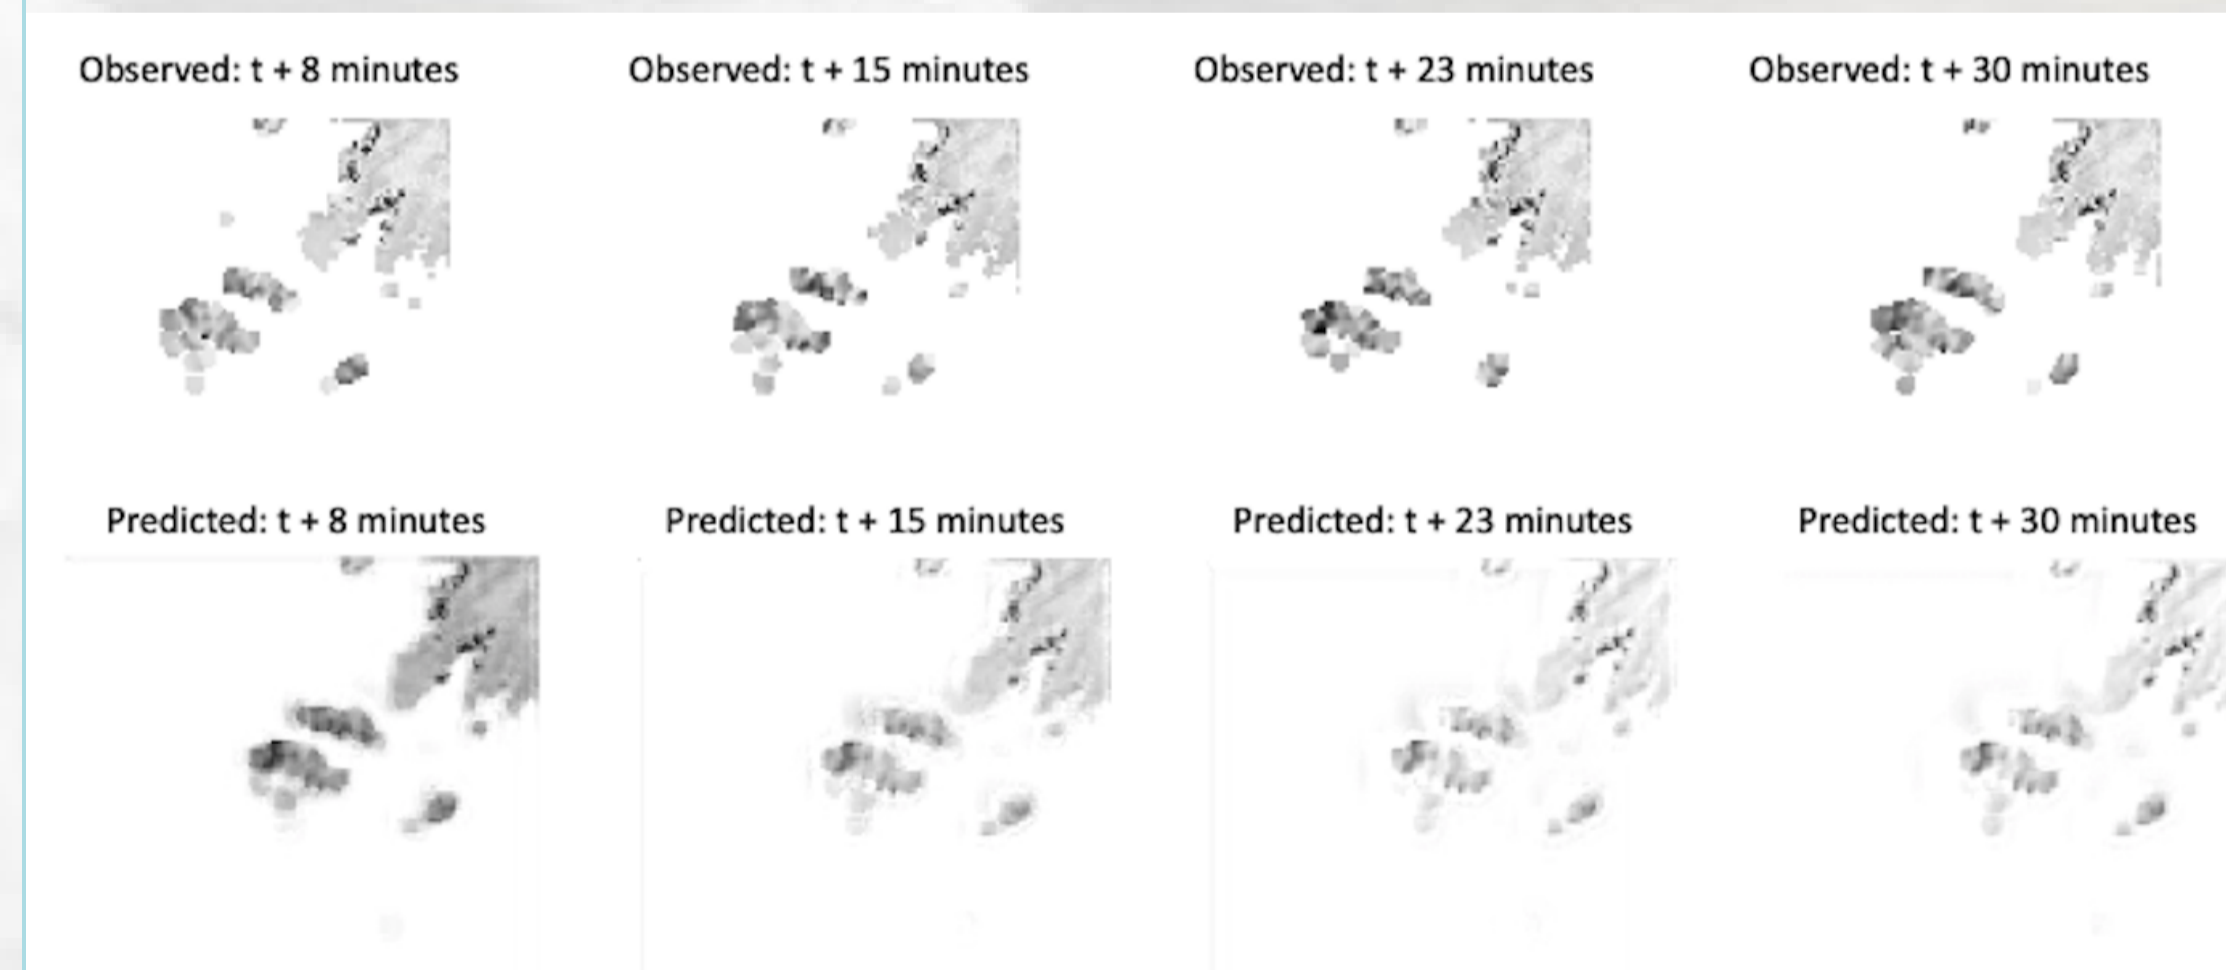 Observed: t + 8 minutes
Observed: t + 15 minutes
Observed: t + 23 minutes
Observed: t + 30 minutes
Predicted: t + 8 minutes
Predicted: t + 15 minutes
Predicted: t + 23 minutes
Predicted: t + 30 minutes